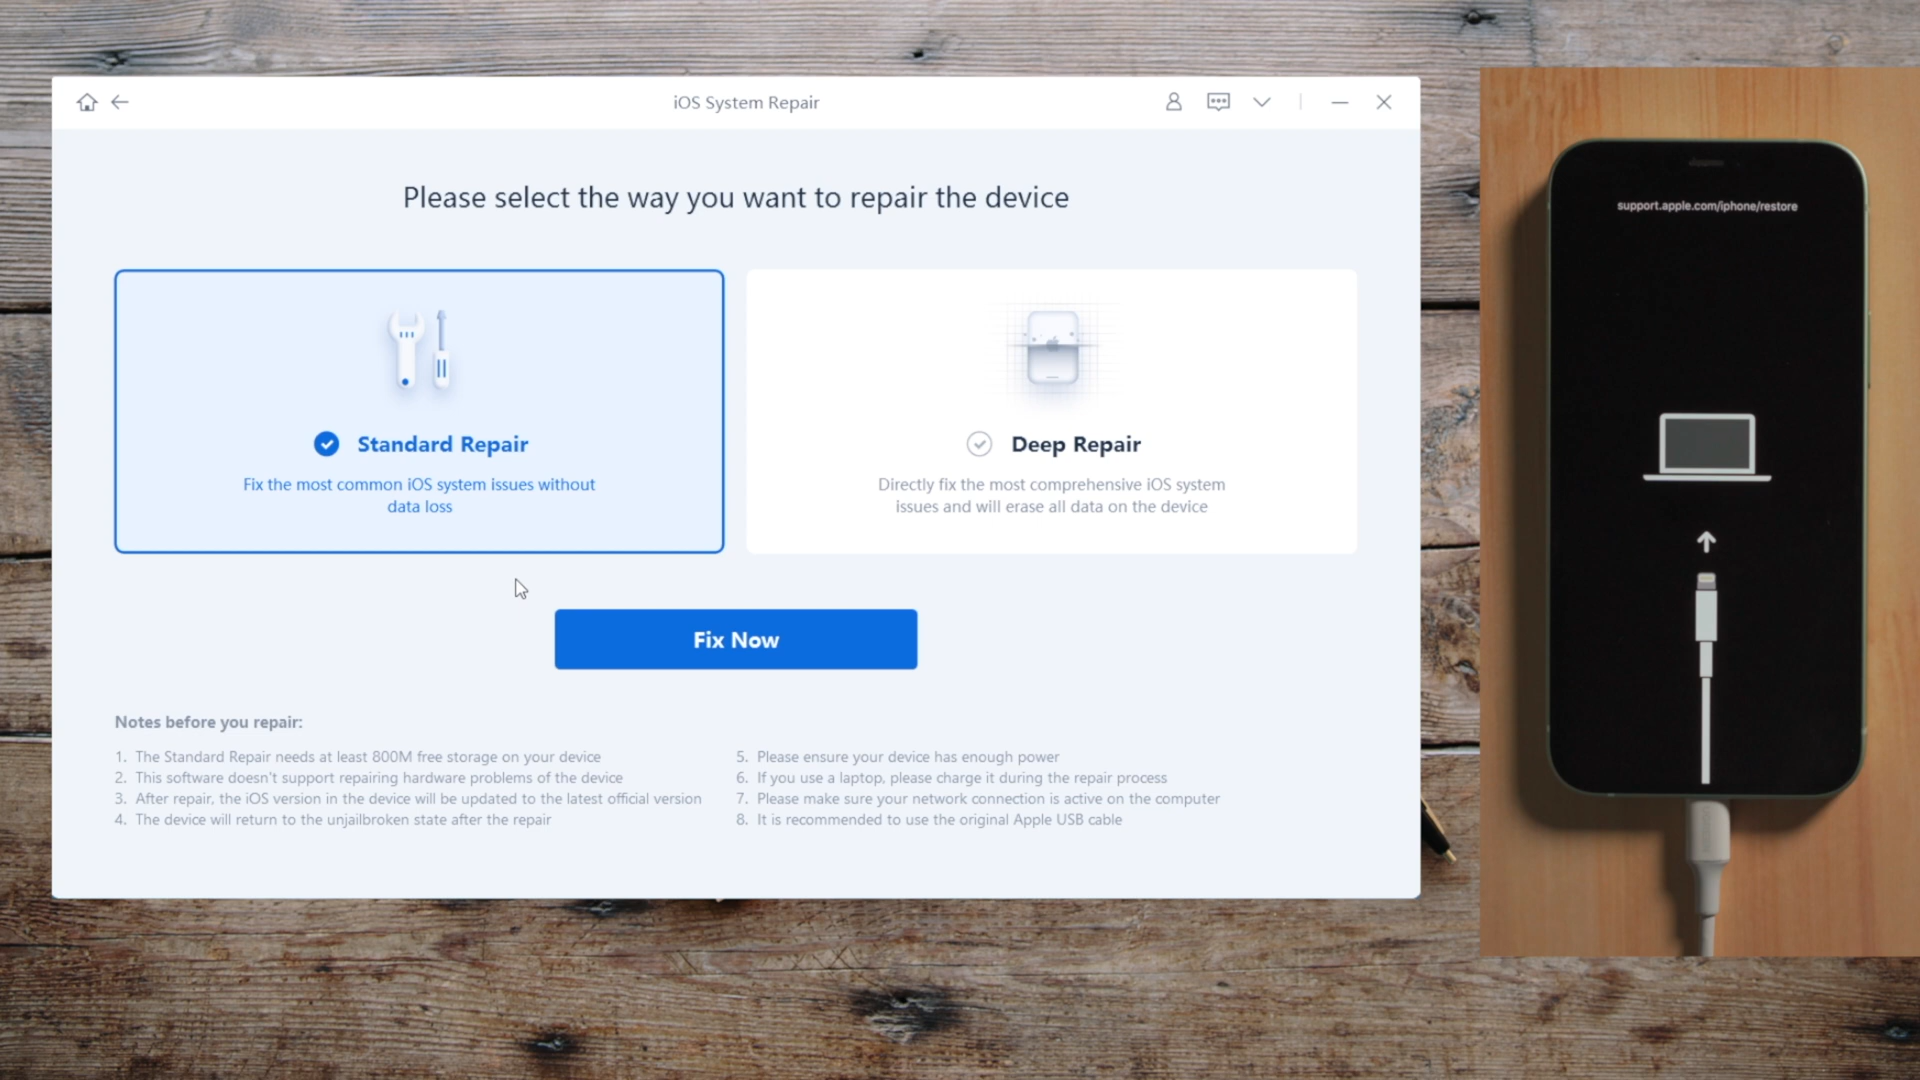 iOS System Repair
Please select the way you want to repair the device
Standard Repair
Fix the most common iOS system issues without
data loss
Deep Repair
Directly fix the most comprehensive iOS system
issues and will erase all data on the device
Fix Now
Notes before you repair:
1. The Standard Repair needs at least 800M free storage on your device
2. This software doesn't support repairing hardware problems of the device
3. After repair, the iOS version in the device will be updated to the latest official version
4. The device will return to the unjailbroken state after the repair
5. Please ensure your device has enough power
6. If you use a laptop, please charge it during the repair process
7. Please make sure your network connection is active on the computer
8. It is recommended to use the original Apple USB cable
support.apple.com/iphone/restore